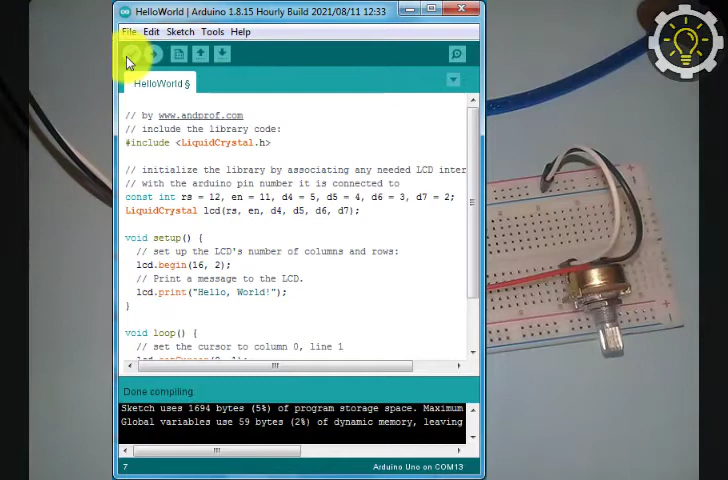 HelloWorld | Arduino 1.8.15 Hourly Build 2021/08/11 12:33
File Edit Sketch Tools Help
HelloWorld §
// by www.andprof.com
// include the library code:
#include <LiquidCrystal.h>
// initialize the library by associating any needed LCD inter
// with the arduino pin number it is connected to
const int rs = 12, en = 11, d4 = 5, d5 = 4, d6 = 3, d7 = 2;
LiquidCrystal lcd(rs, en, d4, d5, d6, d7);
void setup() {
// set up the LCD's number of columns and rows:
lcd.begin(16, 2);
// Print a message to the LCD.
lcd.print("Hello, World!");
}
void loop() {
// set the cursor to column 0, line 1
Done compiling.
Sketch uses 1694 bytes (5%) of program storage space. Maximum
Global variables use 59 bytes (2%) of dynamic memory, leaving
7
Arduino Uno on COM13